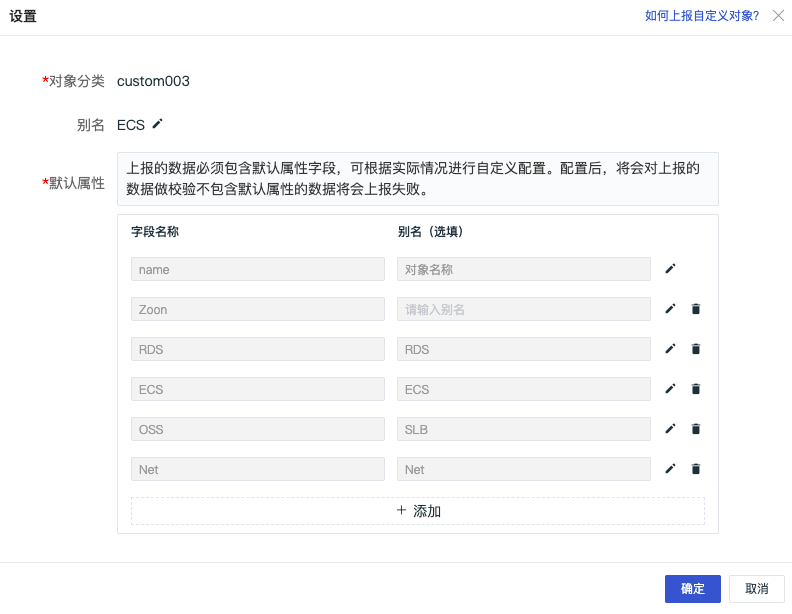 设置
如何上报自定义对象?
*对象分类 custom003
别名 ECS
*默认属性
上报的数据必须包含默认属性字段，可根据实际情况进行自定义配置。配置后，将会对上报的
数据做校验不包含默认属性的数据将会上报失败。
字段名称 别名（选填）
name 对象名称
Zoon 请输入别名
RDS RDS
ECS ECS
OSS SLB
Net Net
+ 添加
确定 取消